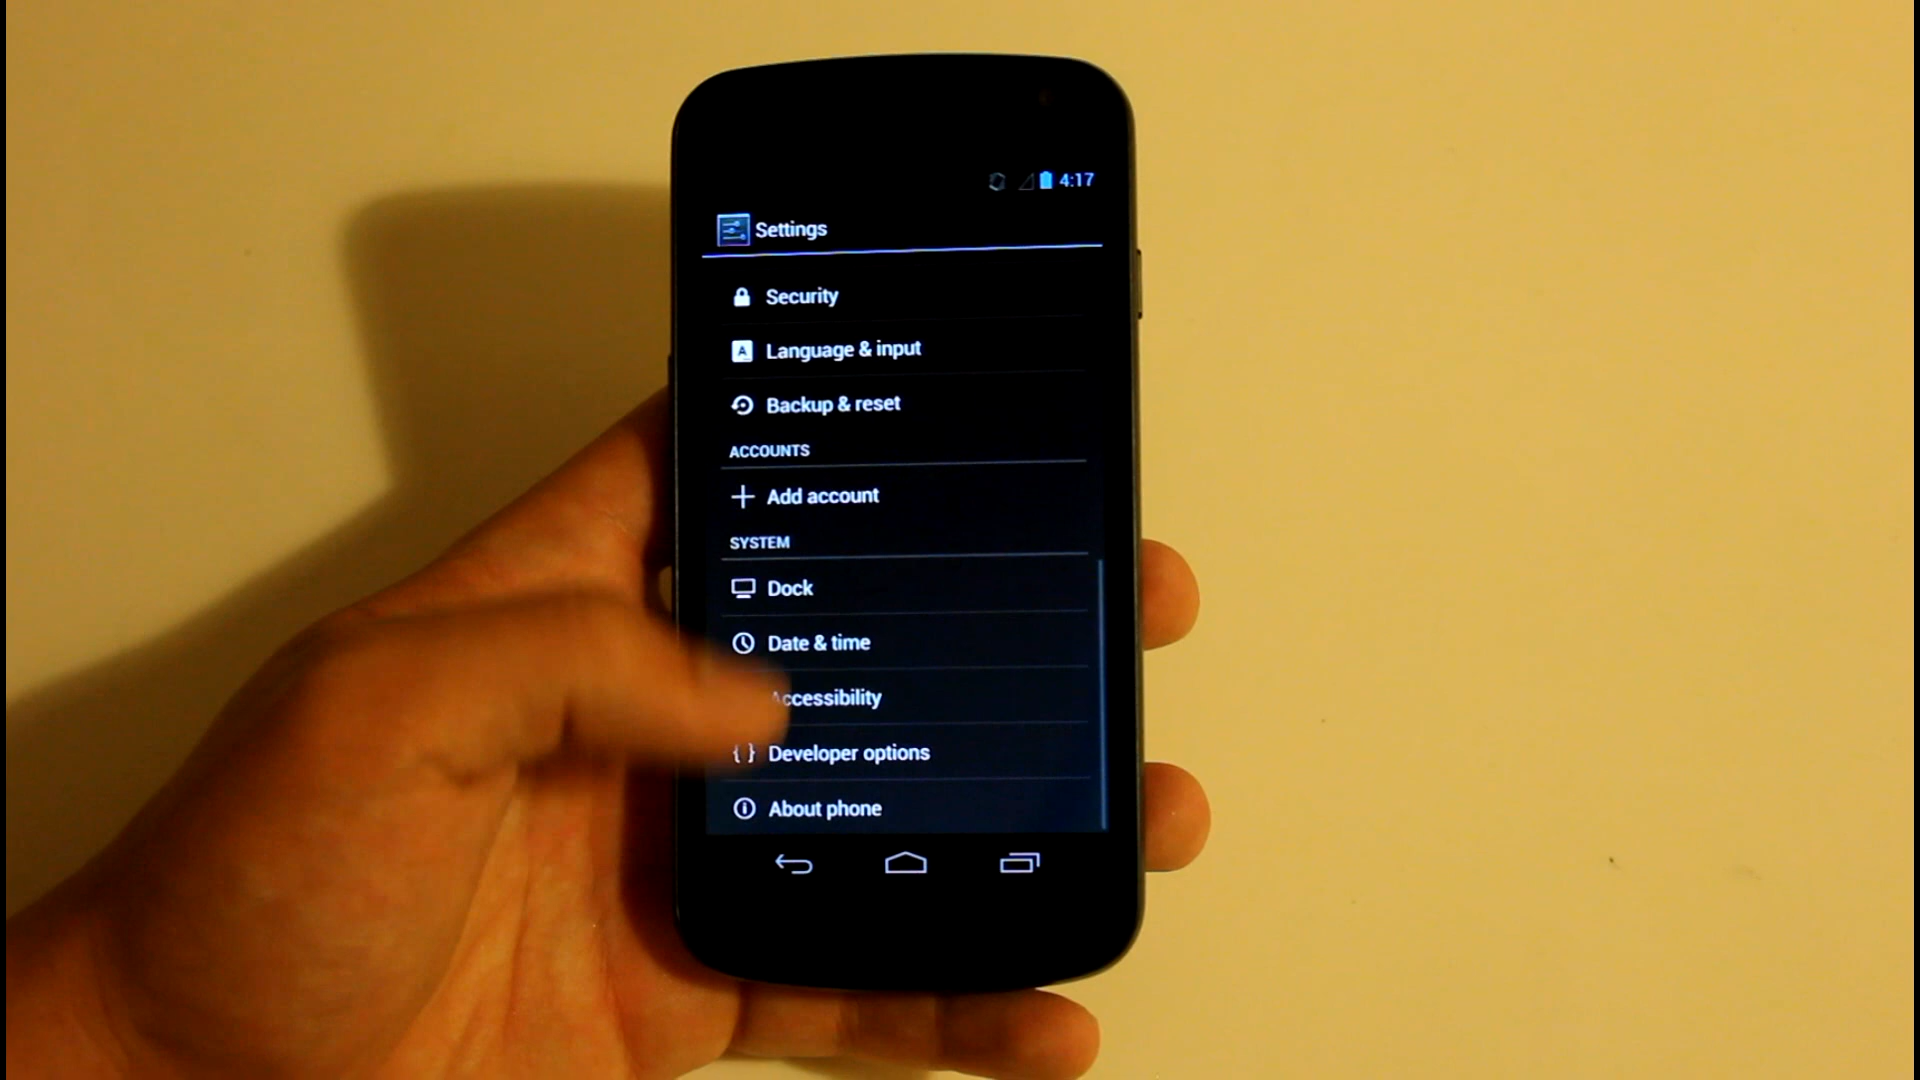 4:17
Settings
Security
Language & input
Backup & reset
ACCOUNTS
Add account
SYSTEM
Dock
Date & time
Accessibility
Developer options
About phone